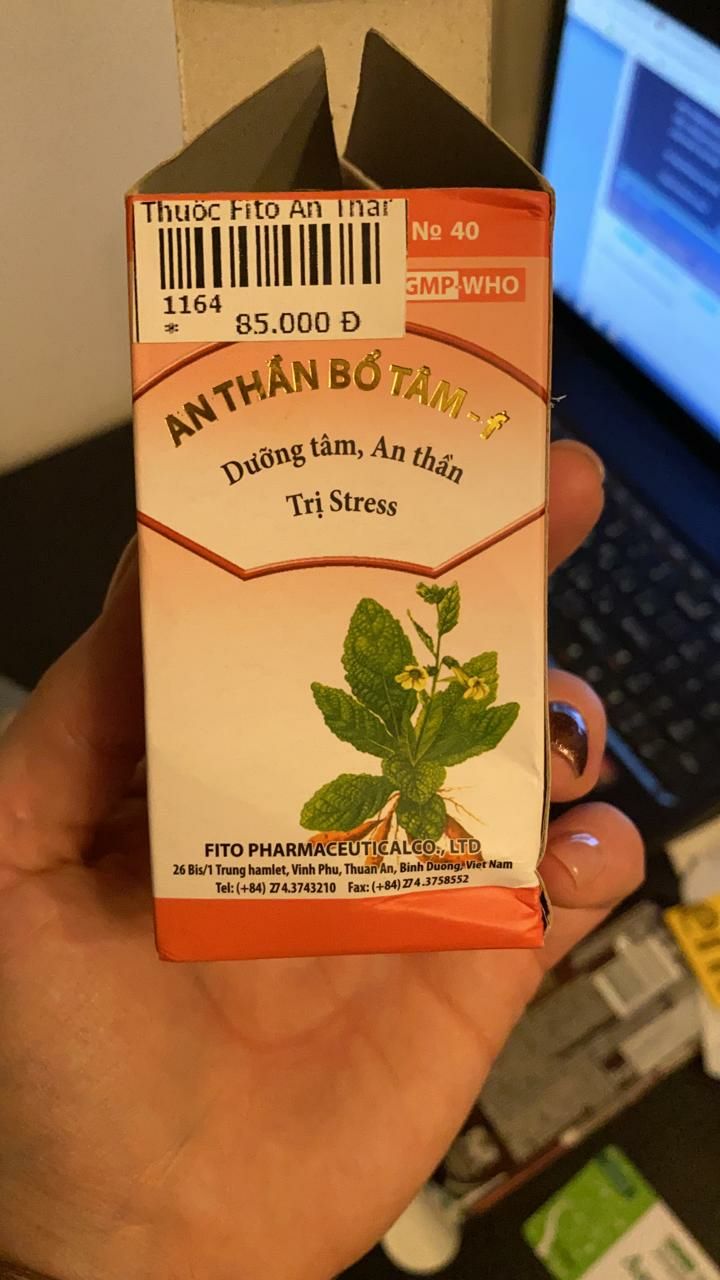 Thuốc Fito An
1164
* 85.000 Đ
№ 40
GMP-WHO
AN THẦN BỔ TÂM - f
Dưỡng tâm, An thần
Trị Stress
FITO PHARMACEUTICALCO., LTD
26 Bis/1 Trung hamlet, Vinh Phu, Thuan An, Binh Duong, Viet Nam
Tel: (+84) 274.3743210 Fax: (+84) 274.3758552